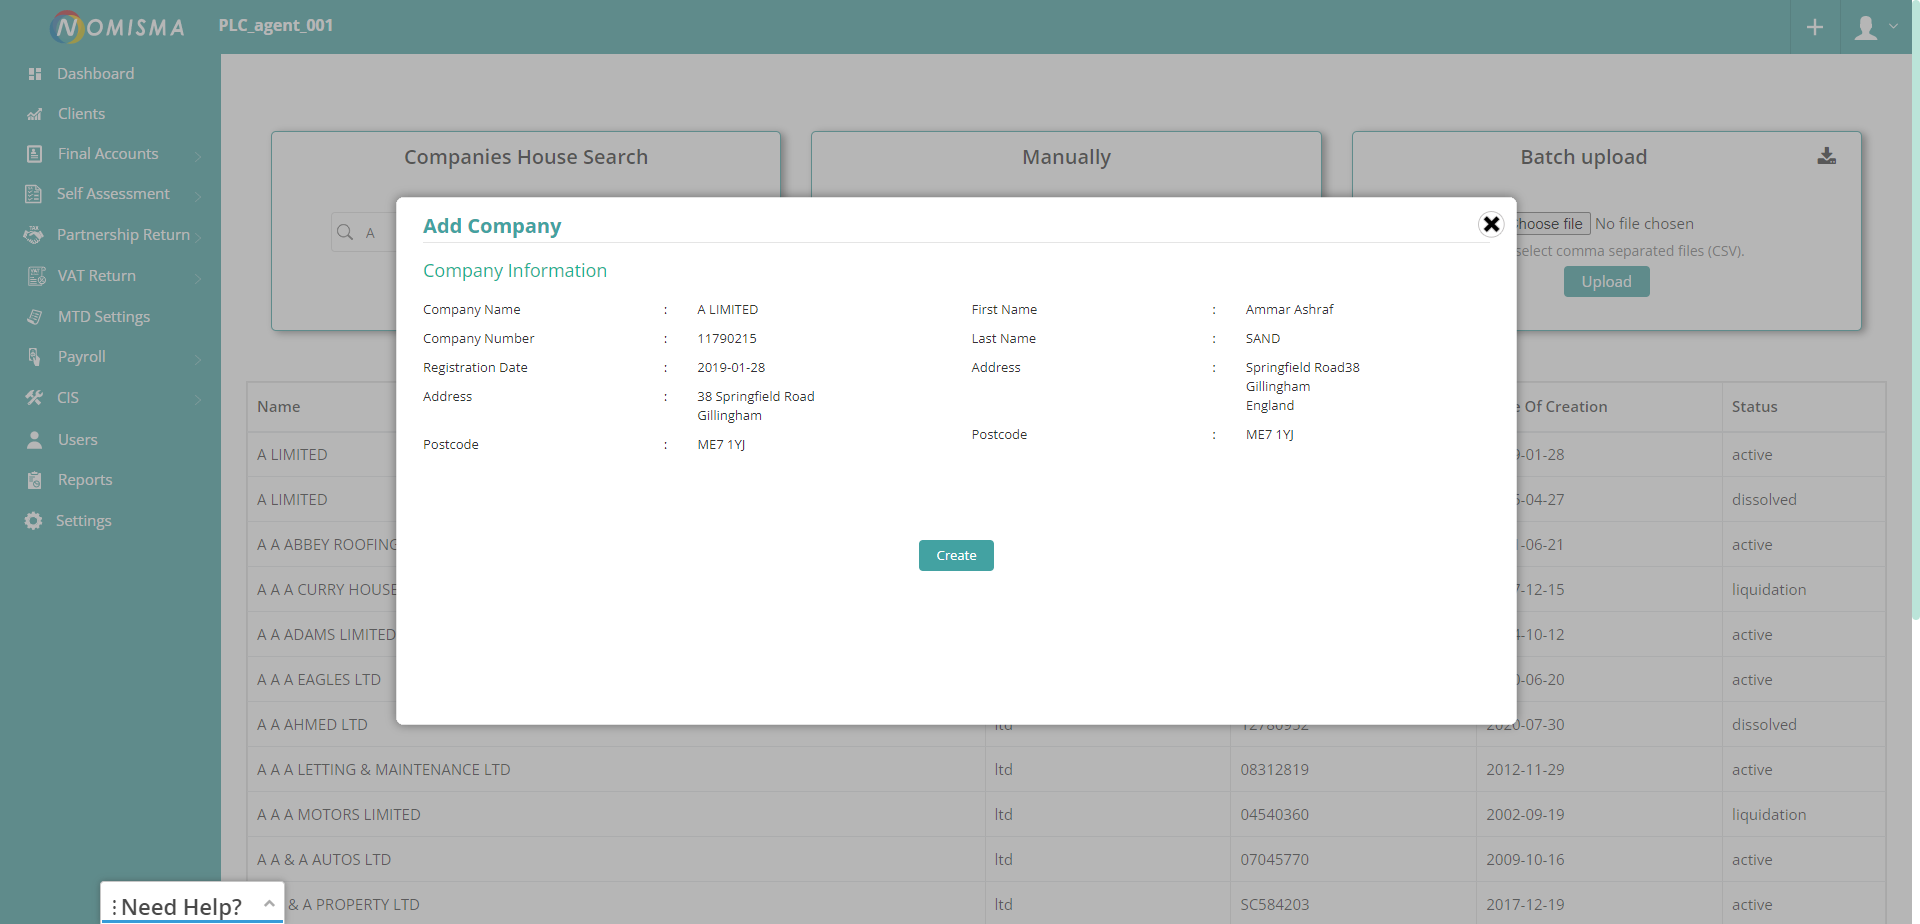 NOMISMA
PLC_agent_001
Dashboard
Clients
Final Accounts
Self Assessment
Partnership Return
VAT Return
MTD Settings
Payroll
CIS
Users
Reports
Settings
Companies House Search
A
Manually
Batch upload
hoose file No file chosen
select comma separated files (CSV).
Upload
Add Company
Company Information
Company Name : A LIMITED
Company Number : 11790215
Registration Date : 2019-01-28
Address : 38 Springfield Road
Gillingham
Postcode : ME7 1YJ
First Name : Ammar Ashraf
Last Name : SAND
Address : Springfield Road38
Gillingham
England
Postcode : ME7 1YJ
Create
Name Of Creation Status
A LIMITED -01-28 active
A LIMITED -04-27 dissolved
A A ABBEY ROOFING -06-21 active
A A A CURRY HOUSE -12-15 liquidation
A A ADAMS LIMITED -10-12 active
A A A EAGLES LTD -06-20 active
A A AHMED LTD ltd 12780952 2020-07-30 dissolved
A A A LETTING & MAINTENANCE LTD ltd 08312819 2012-11-29 active
A A A MOTORS LIMITED ltd 04540360 2002-09-19 liquidation
A A & A AUTOS LTD ltd 07045770 2009-10-16 active
& A PROPERTY LTD ltd SC584203 2017-12-19 active
Need Help?